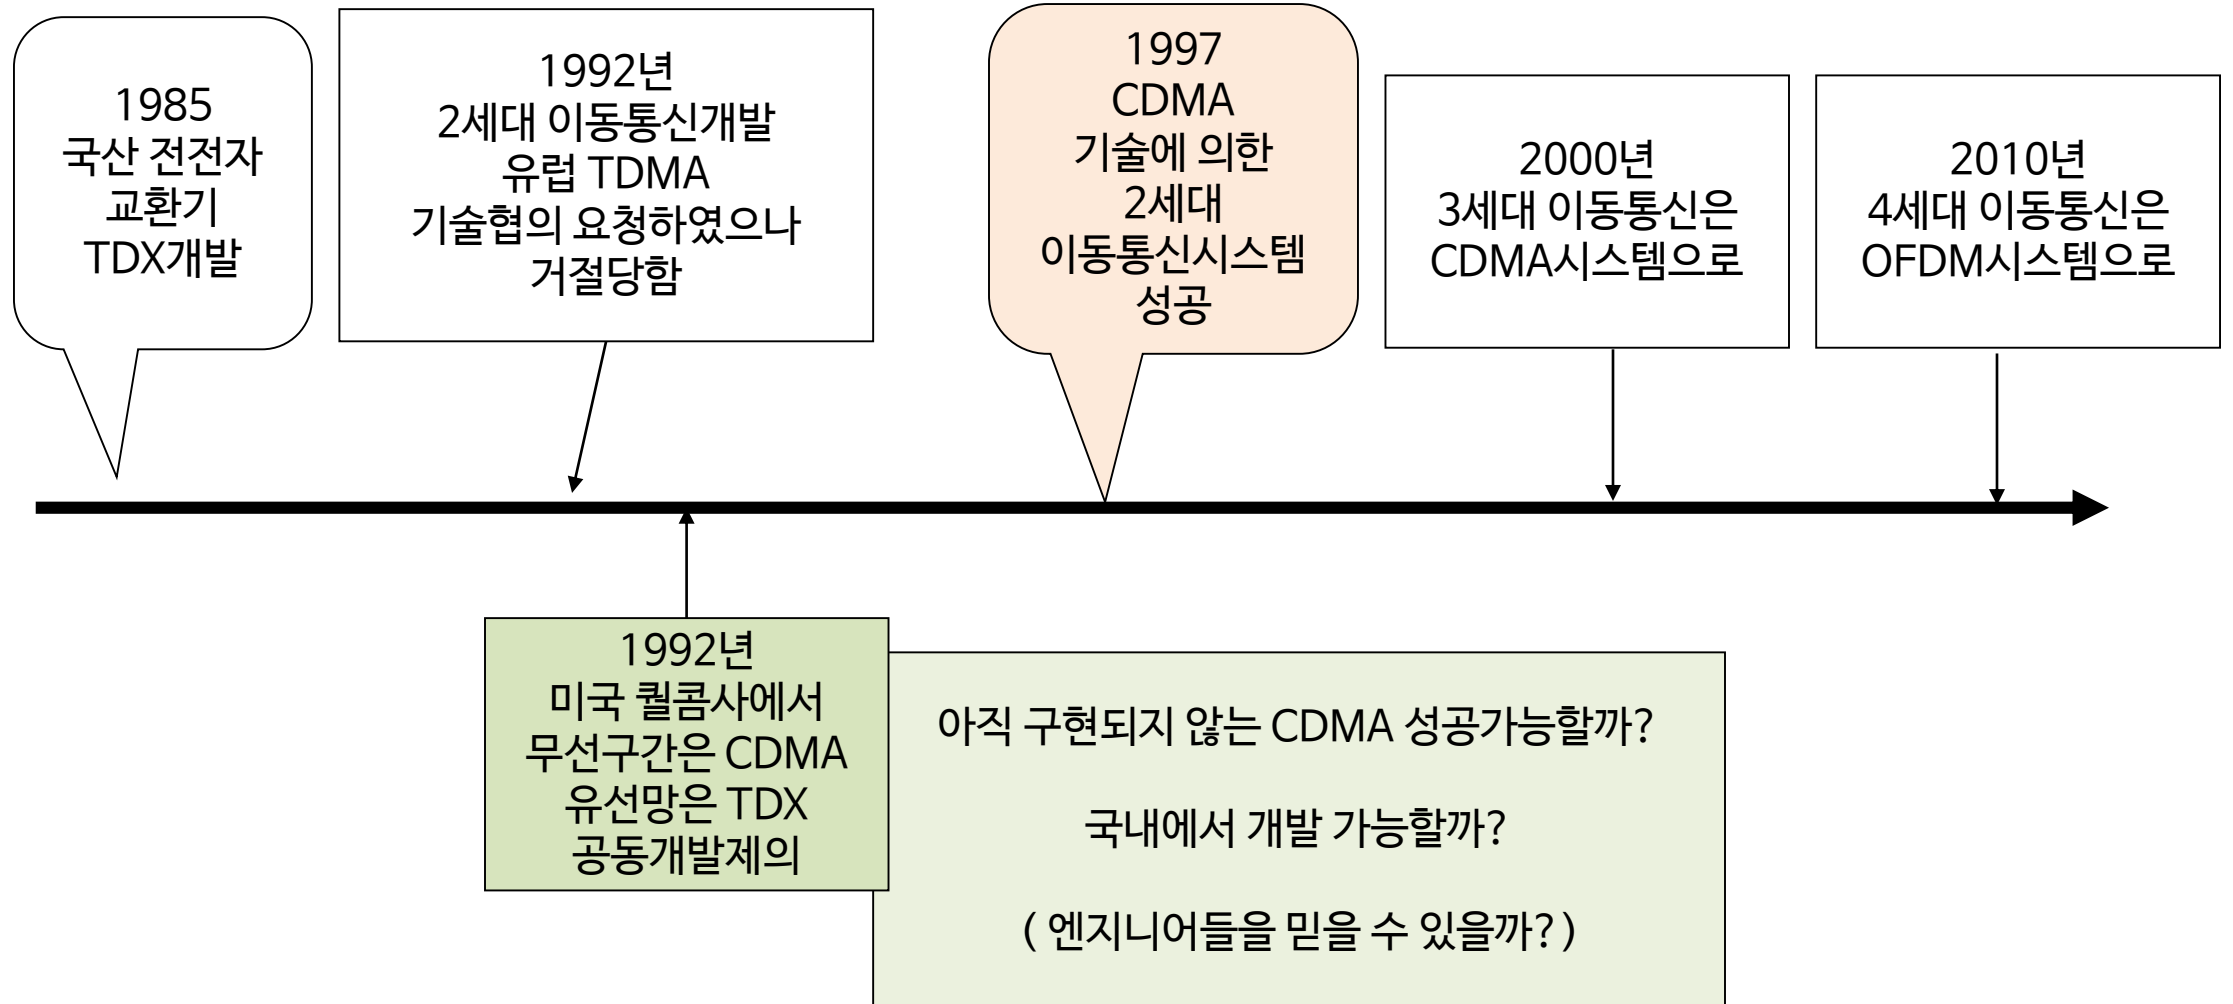 1985
국산 전전자
교환기
TDX개발
1992년
2세대 이동통신개발
유럽 TDMA
기술협의 요청하였으나
거절당함
1997
CDMA
기술에 의한
2세대
이동통신시스템
성공
2000년
3세대 이동통신은
CDMA시스템으로
2010년
4세대 이동통신은
OFDM시스템으로
1992년
미국 퀄콤사에서
무선구간은 CDMA
유선망은 TDX
공동개발제의
아직 구현되지 않는 CDMA 성공가능할까?
국내에서 개발 가능할까?
( 엔지니어들을 믿을 수 있을까? )